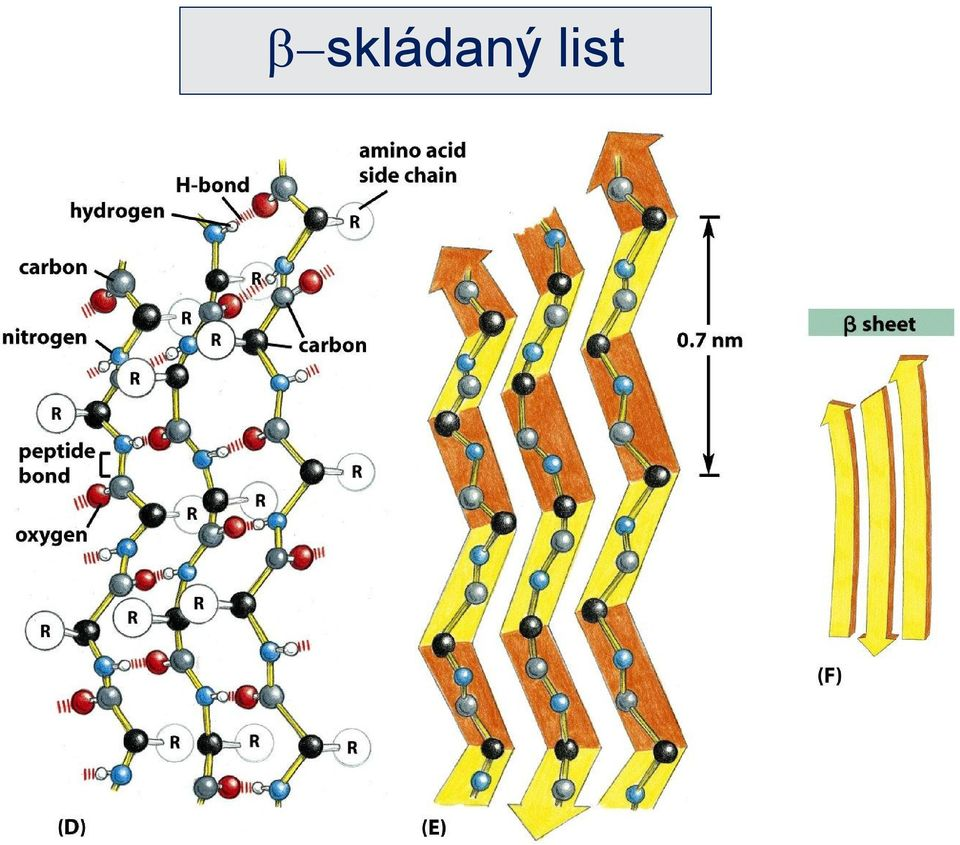 β–skládaný list
amino acid
side chain
H-bond
hydrogen
R
carbon
R
R
nitrogen
R
carbon
R
R
peptide
bond
R
R
R
oxygen
R
R
R
R
R
R
(D)
0.7 nm
(E)
β sheet
(F)